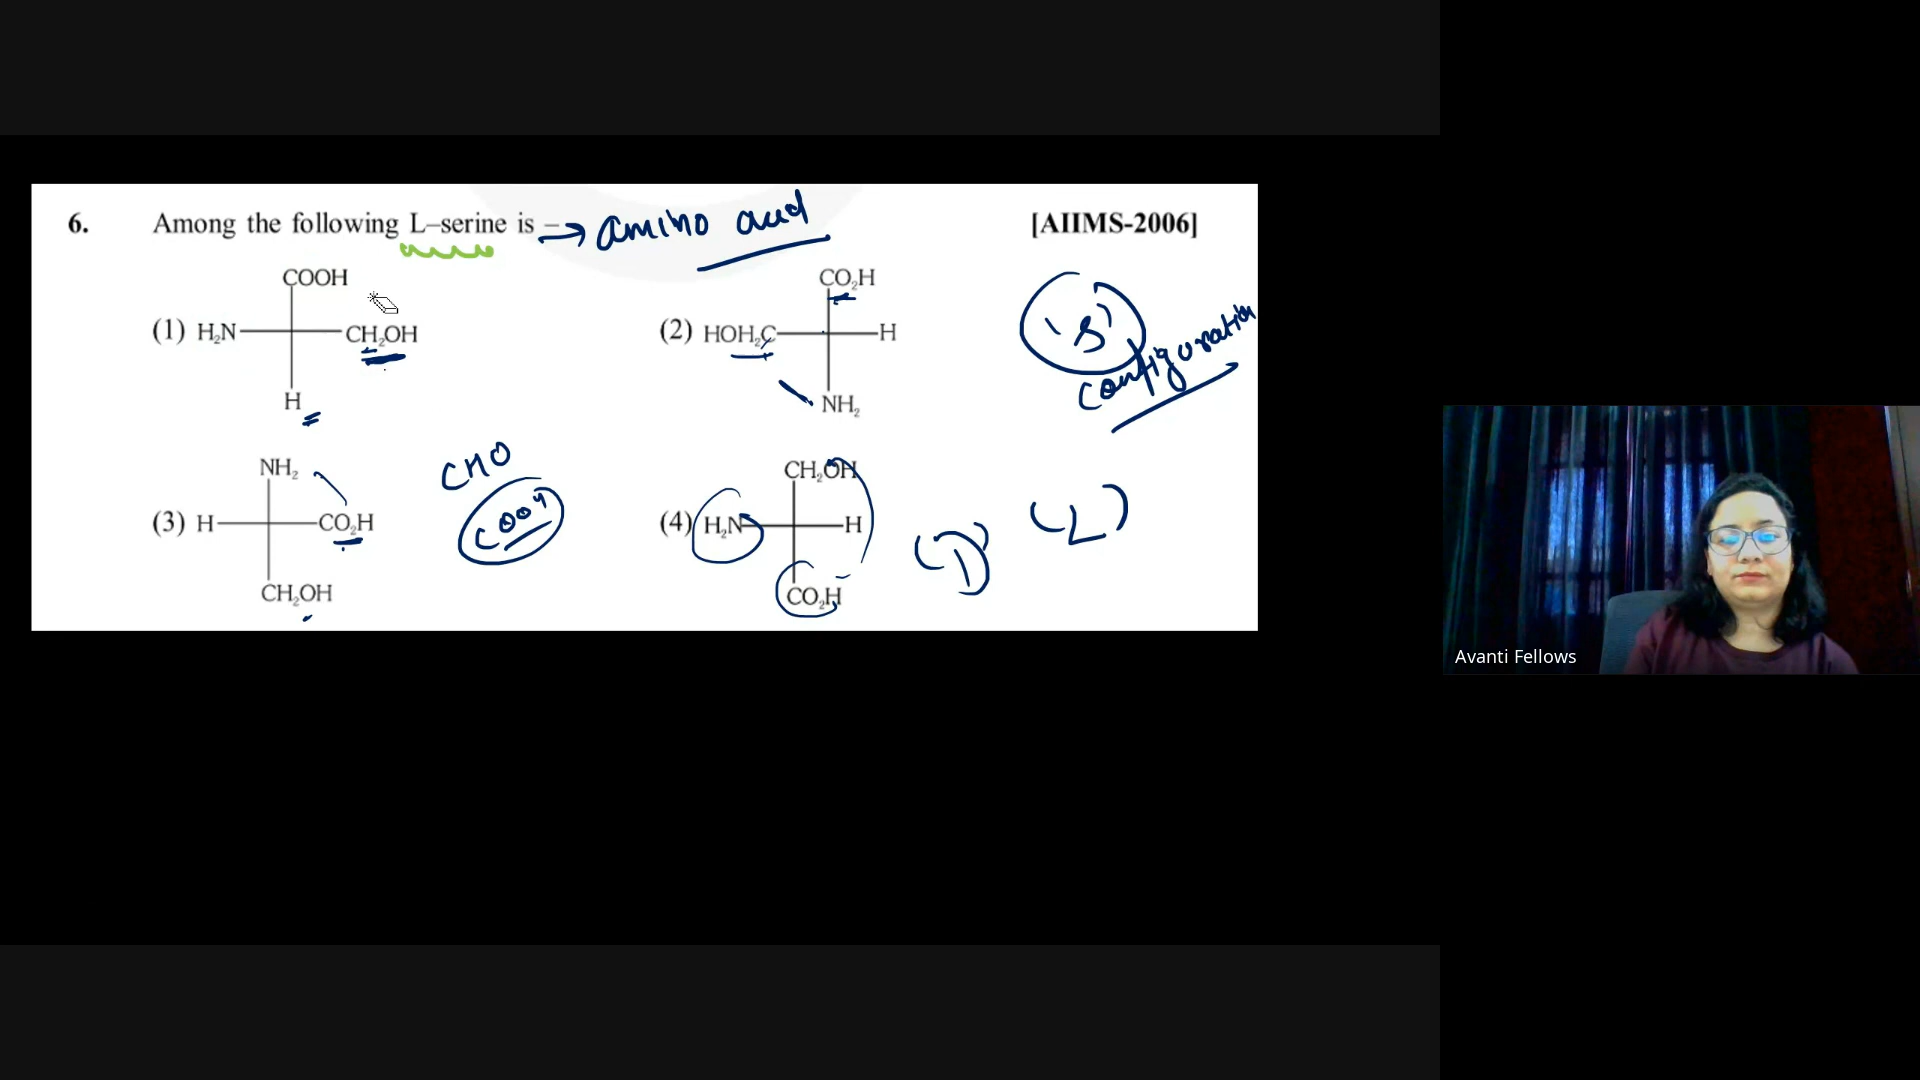 6. Among the following L–serine is – → amino acid [AIIMS-2006]
(1) COOH H₂N CH₂OH H
(2) CO₂H HOH₂C H NH₂
'S' configuration
(3) NH₂ H CO₂H CH₂OH
CHO
COOH
(4) CH₂OH H₂N H CO₂H
(D) (L)
Avanti Fellows